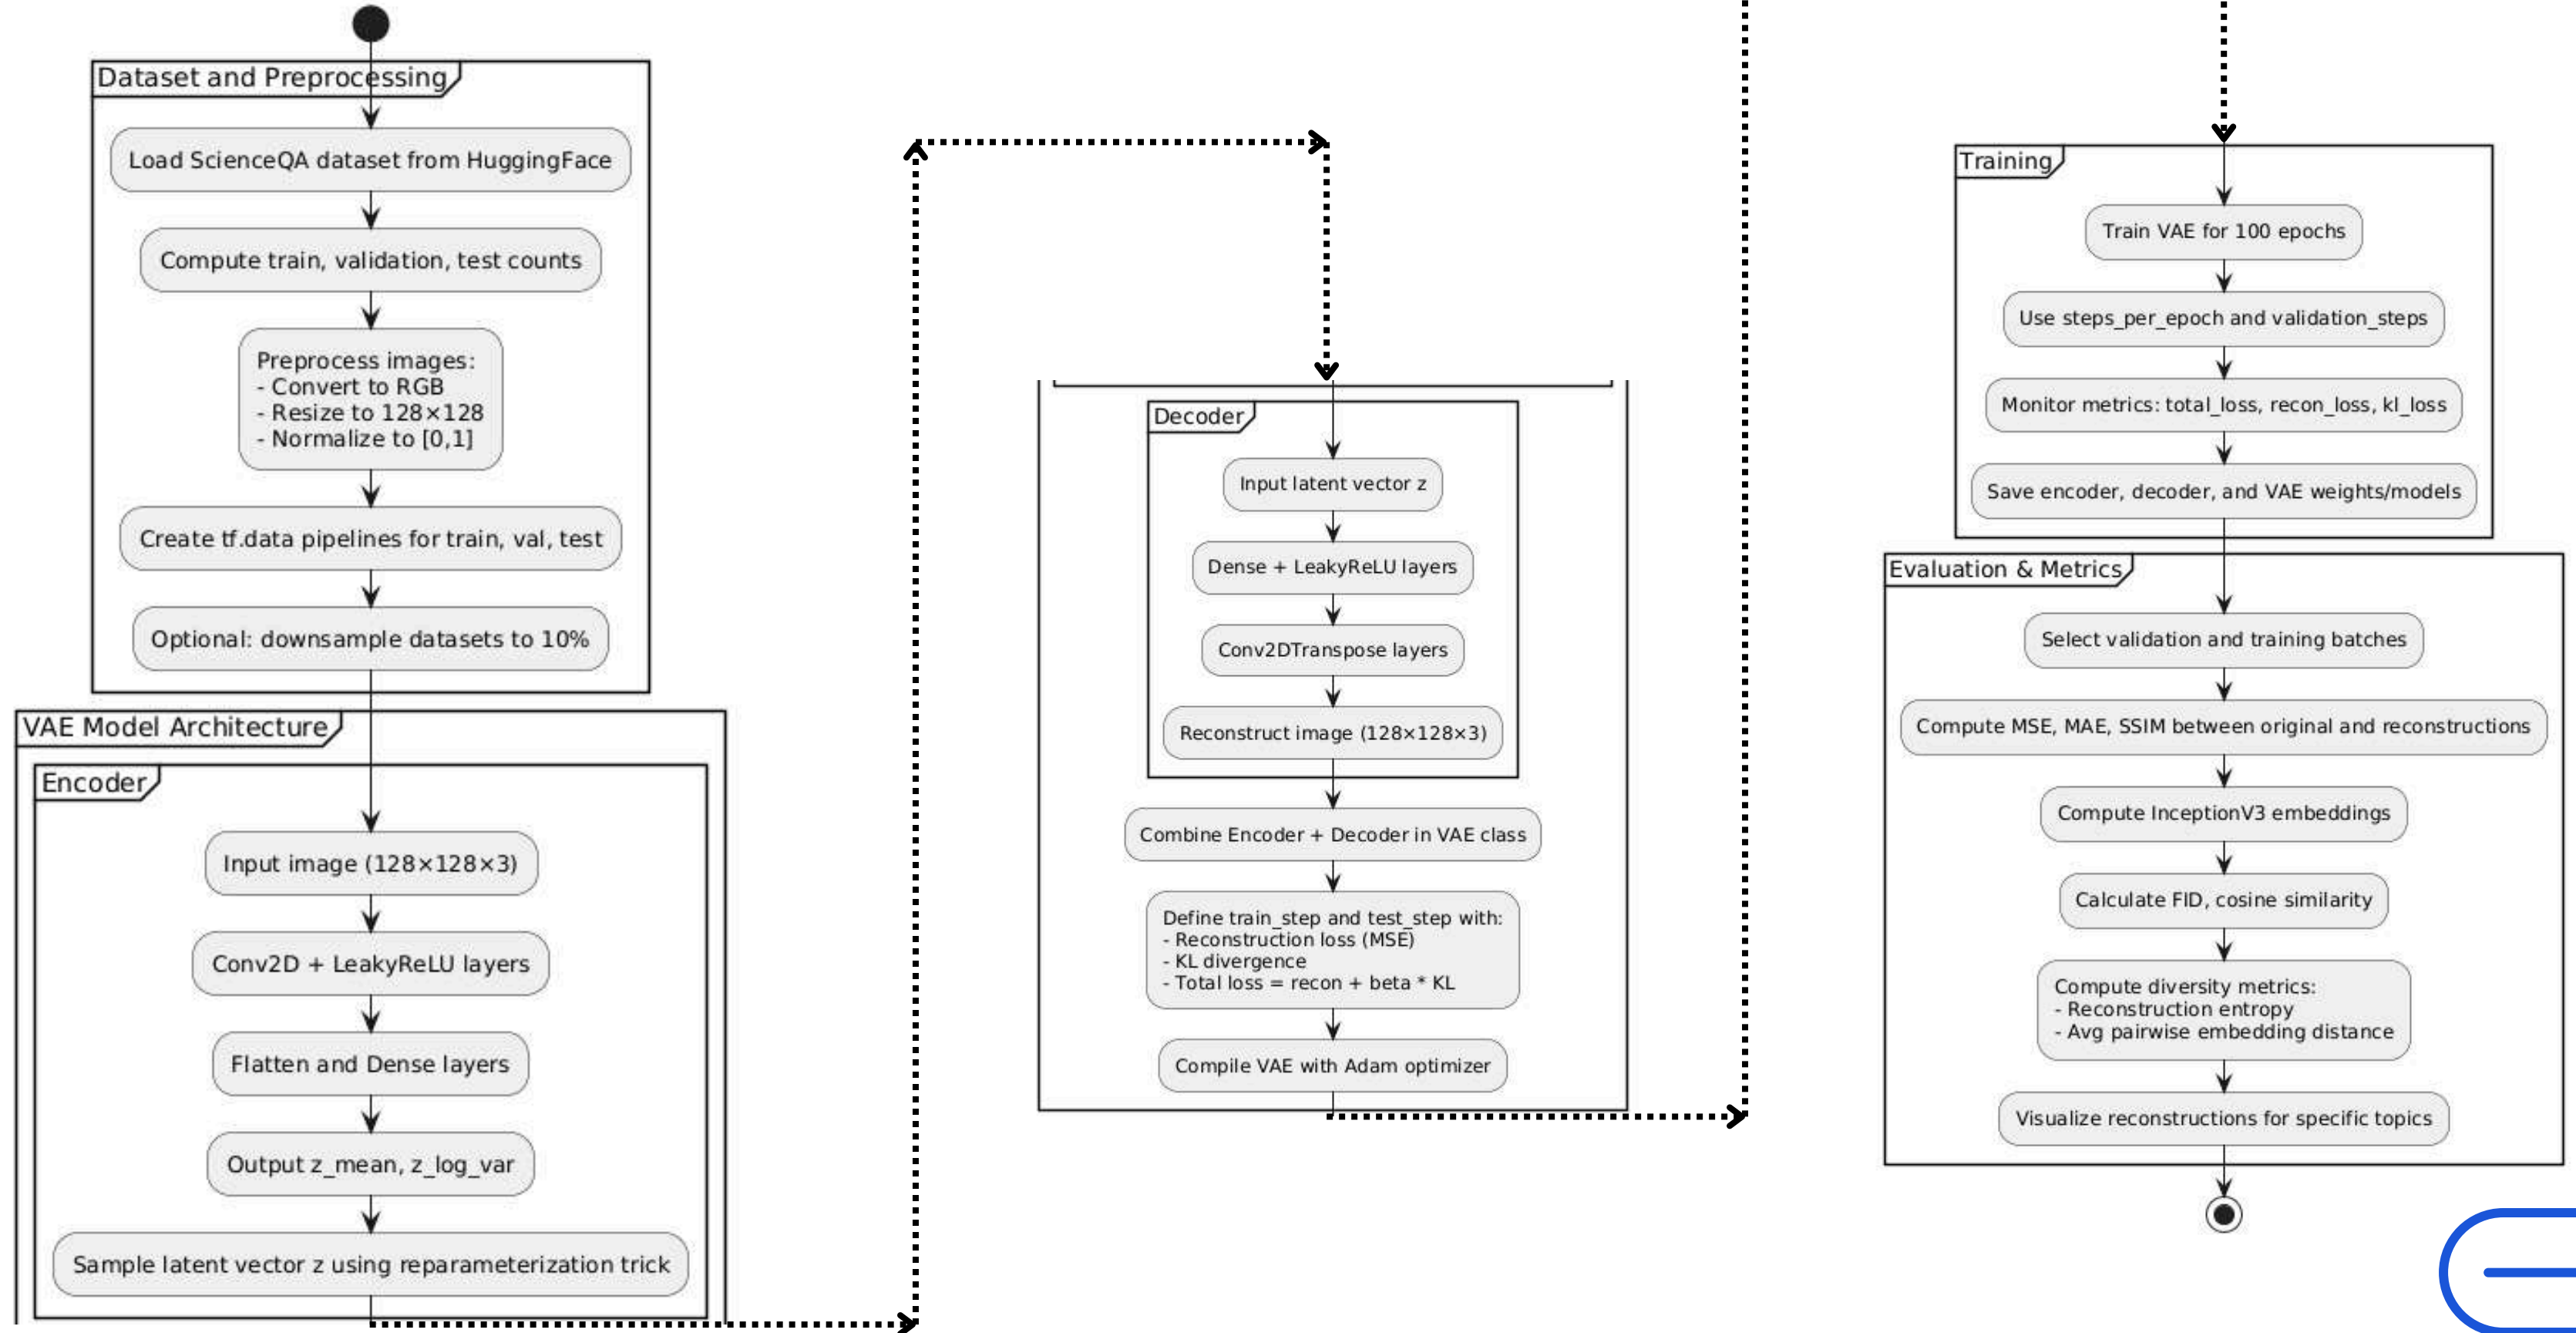 Dataset and Preprocessing
Load ScienceQA dataset from HuggingFace
Compute train, validation, test counts
Preprocess images:
- Convert to RGB
- Resize to 128×128
- Normalize to [0,1]
Create tf.data pipelines for train, val, test
Optional: downsample datasets to 10%
VAE Model Architecture
Encoder
Input image (128×128×3)
Conv2D + LeakyReLU layers
Flatten and Dense layers
Output z_mean, z_log_var
Sample latent vector z using reparameterization trick
Decoder
Input latent vector z
Dense + LeakyReLU layers
Conv2DTranspose layers
Reconstruct image (128×128×3)
Combine Encoder + Decoder in VAE class
Define train_step and test_step with:
- Reconstruction loss (MSE)
- KL divergence
- Total loss = recon + beta * KL
Compile VAE with Adam optimizer
Training
Train VAE for 100 epochs
Use steps_per_epoch and validation_steps
Monitor metrics: total_loss, recon_loss, kl_loss
Save encoder, decoder, and VAE weights/models
Evaluation & Metrics
Select validation and training batches
Compute MSE, MAE, SSIM between original and reconstructions
Compute InceptionV3 embeddings
Calculate FID, cosine similarity
Compute diversity metrics:
- Reconstruction entropy
- Avg pairwise embedding distance
Visualize reconstructions for specific topics